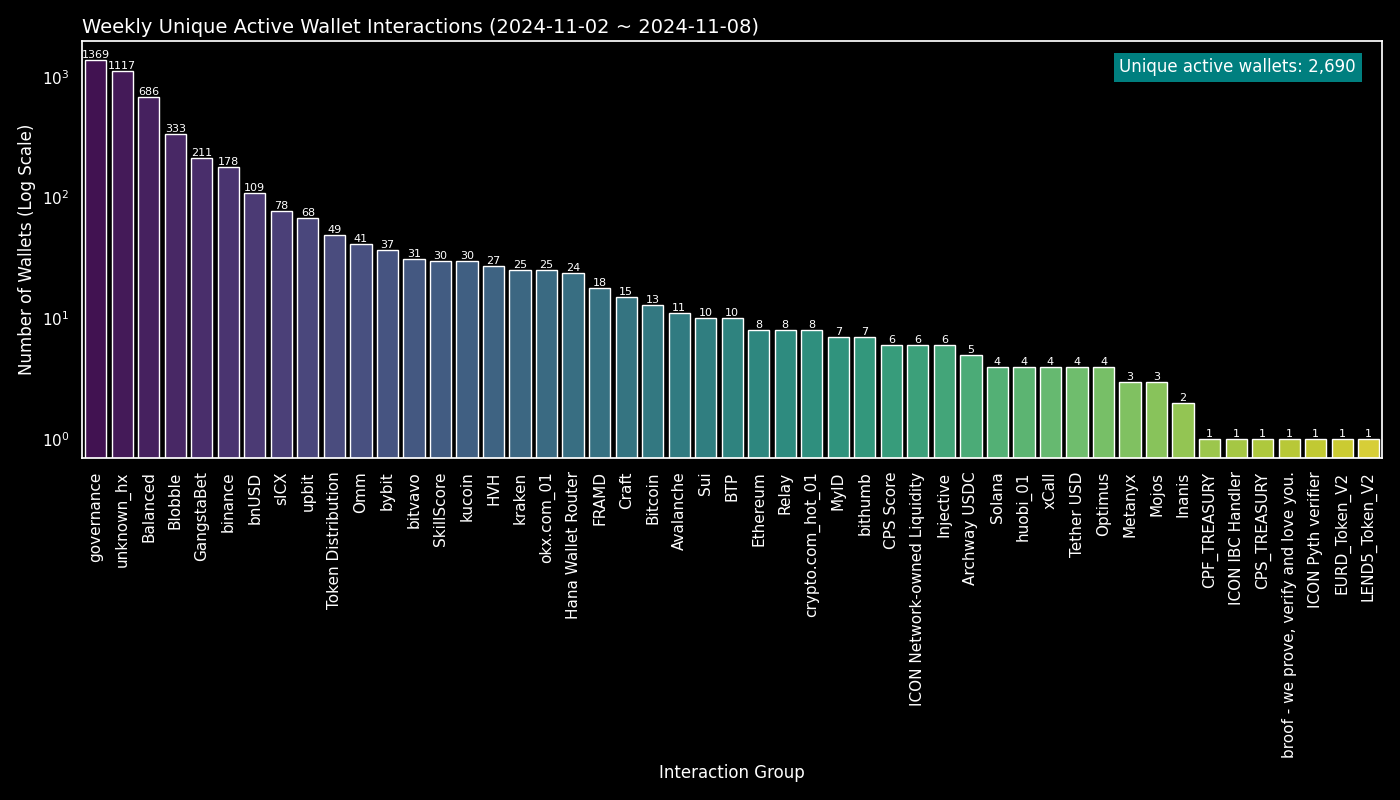 Weekly Unique Active Wallet Interactions (2024-11-02 ~ 2024-11-08)
Unique active wallets: 2,690
Number of Wallets (Log Scale)
10³
10²
10¹
10⁰
1369
1117
686
333
211
178
109
78
68
49
41
37
31
30
30
27
25
25
24
18
15
13
11
10
10
8
8
8
7
7
6
6
6
5
4
4
4
4
4
3
3
2
1
1
1
1
1
1
1
governance
unknown_hx
Balanced
Blobble
GangstaBet
binance
bnUSD
sICX
upbit
Token Distribution
Omm
bybit
bitvavo
SkillScore
kucoin
HVH
kraken
okx.com_01
Hana Wallet Router
FRAMD
Craft
Bitcoin
Avalanche
Sui
BTP
Ethereum
Relay
crypto.com_hot_01
MyID
bithumb
CPS Score
ICON Network-owned Liquidity
Injective
Archway USDC
Solana
huobi_01
xCall
Tether USD
Optimus
Metanyx
Mojos
Inanis
CPF_TREASURY
ICON IBC Handler
CPS_TREASURY
broof - we prove, verify and love you.
ICON Pyth verifier
EURD_Token_V2
LEND5_Token_V2
Interaction Group